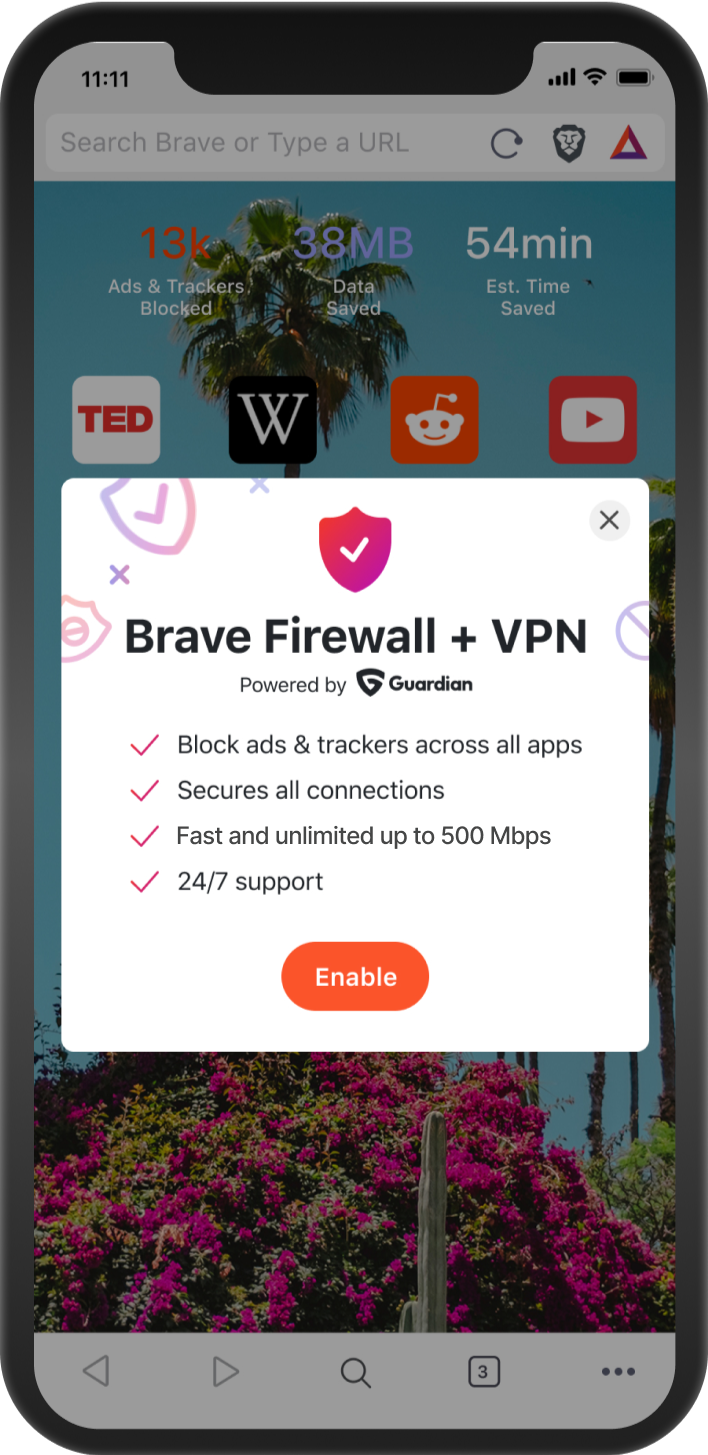 11:11
Search Brave or Type a URL
13k 38MB 54min
Ads & Trackers Data Est. Time
Blocked Saved Saved
TED W
Brave Firewall + VPN
Powered by Guardian
Block ads & trackers across all apps
Secures all connections
Fast and unlimited up to 500 Mbps
24/7 support
Enable
3